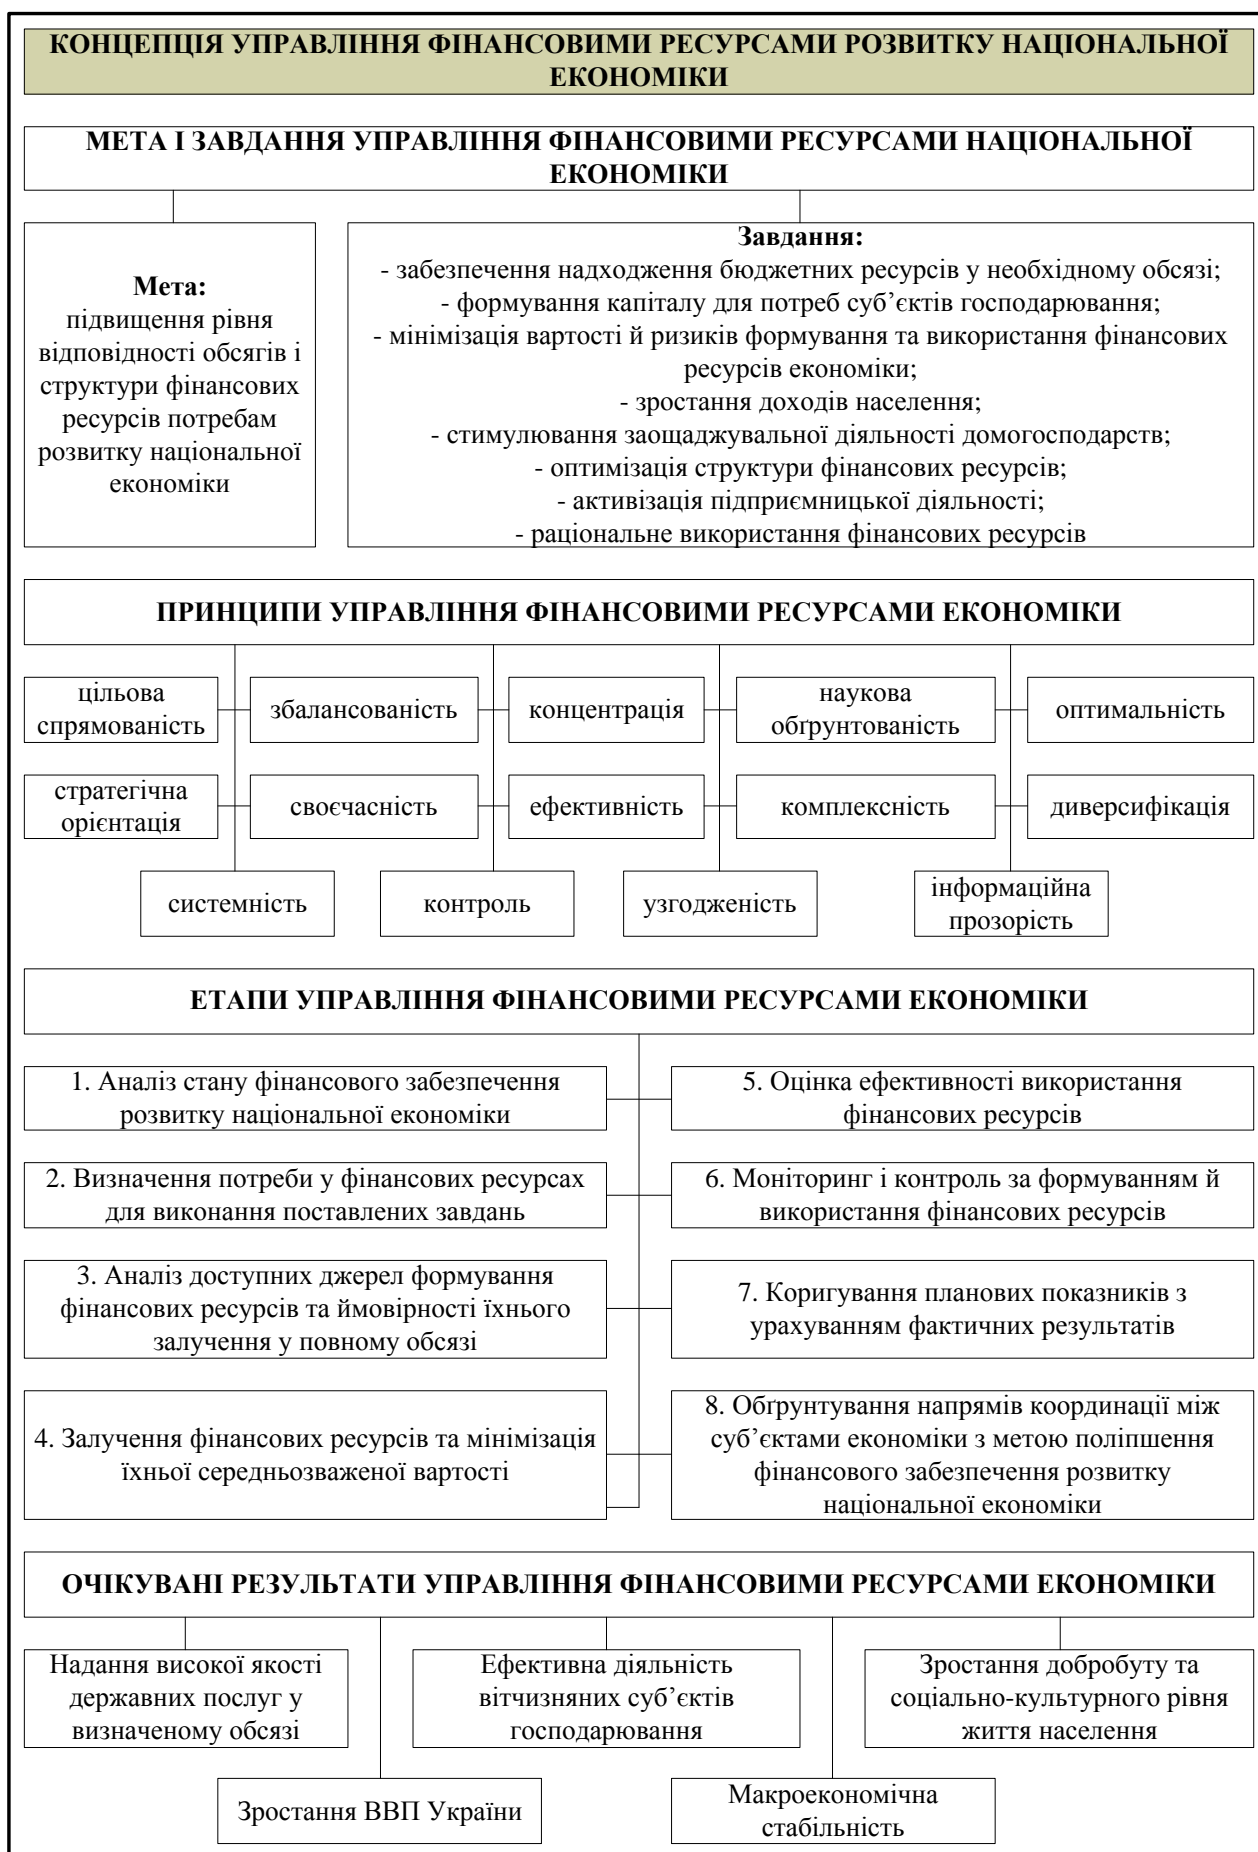 КОНЦЕПЦІЯ УПРАВЛІННЯ ФІНАНСОВИМИ РЕСУРСАМИ РОЗВИТКУ НАЦІОНАЛЬНОЇ
ЕКОНОМІКИ
МЕТА І ЗАВДАННЯ УПРАВЛІННЯ ФІНАНСОВИМИ РЕСУРСАМИ НАЦІОНАЛЬНОЇ
ЕКОНОМІКИ
Мета:
підвищення рівня
відповідності обсягів і
структури фінансових
ресурсів потребам
розвитку національної
економіки
Завдання:
- забезпечення надходження бюджетних ресурсів у необхідному обсязі;
- формування капіталу для потреб суб’єктів господарювання;
- мінімізація вартості й ризиків формування та використання фінансових
ресурсів економіки;
- зростання доходів населення;
- стимулювання заощаджувальної діяльності домогосподарств;
- оптимізація структури фінансових ресурсів;
- активізація підприємницької діяльності;
- раціональне використання фінансових ресурсів
ПРИНЦИПИ УПРАВЛІННЯ ФІНАНСОВИМИ РЕСУРСАМИ ЕКОНОМІКИ
цільова
спрямованість
збалансованість
концентрація
наукова
обґрунтованість
оптимальність
стратегічна
орієнтація
своєчасність
ефективність
комплексність
диверсифікація
системність
контроль
узгодженість
інформаційна
прозорість
ЕТАПИ УПРАВЛІННЯ ФІНАНСОВИМИ РЕСУРСАМИ ЕКОНОМІКИ
1. Аналіз стану фінансового забезпечення
розвитку національної економіки
2. Визначення потреби у фінансових ресурсах
для виконання поставлених завдань
3. Аналіз доступних джерел формування
фінансових ресурсів та ймовірності їхнього
залучення у повному обсязі
4. Залучення фінансових ресурсів та мінімізація
їхньої середньозваженої вартості
5. Оцінка ефективності використання
фінансових ресурсів
6. Моніторинг і контроль за формуванням й
використання фінансових ресурсів
7. Коригування планових показників з
урахуванням фактичних результатів
8. Обґрунтування напрямів координації між
суб’єктами економіки з метою поліпшення
фінансового забезпечення розвитку
національної економіки
ОЧІКУВАНІ РЕЗУЛЬТАТИ УПРАВЛІННЯ ФІНАНСОВИМИ РЕСУРСАМИ ЕКОНОМІКИ
Надання високої якості
державних послуг у
визначеному обсязі
Ефективна діяльність
вітчизняних суб’єктів
господарювання
Зростання добробуту та
соціально-культурного рівня
життя населення
Зростання ВВП України
Макроекономічна
стабільність